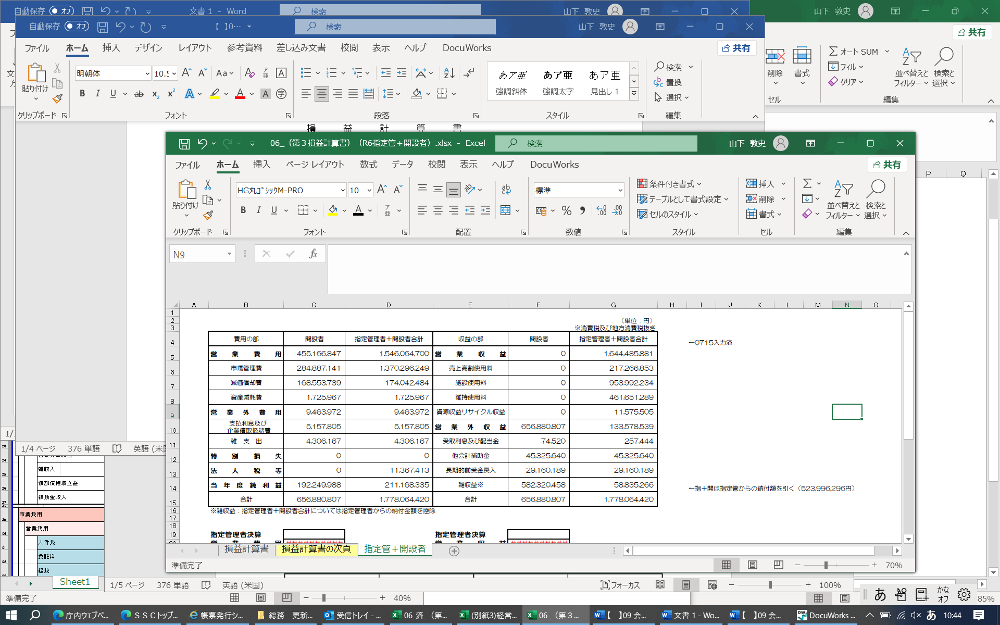 自動保存 オフ 文書 1 - Word 検索 山下 敦史
山下 敦史
自動保存 オフ 【 】0… 検索 山下 敦史
ファイル ホーム 挿入 デザイン レイアウト 参考資料 差し込み文書 校閲 表示 ヘルプ DocuWorks 共有
共有
明朝体 10.5
貼り付け
あア亜 あア亜 あア亜
強調斜体 強調太字 見出し 1
検索
置換
選択
クリップボード フォント 段落 スタイル 編集
削除 書式
オート SUM
フィル
クリア
並べ替えと フィルター
検索と 選択
セル 編集
損 益 計 算 書
06_（第３損益計算書）（R6指定管＋開設者）.xlsx - Excel 検索 山下 敦史
ファイル ホーム 挿入 ページ レイアウト 数式 データ 校閲 表示 ヘルプ DocuWorks 共有
貼り付け
HG丸ｺﾞｼｯｸM-PRO 10
標準
条件付き書式
テーブルとして書式設定
セルのスタイル
挿入
削除
書式
並べ替えと フィルター
検索と 選択
クリップボード フォント 配置 数値 スタイル セル 編集
N9
fx
P Q
A B C D E F G H I J K L M N O
（単位：円）
※消費税及び地方消費税抜き
費用の部 開設者 指定管理者＋開設者合計 収益の部 開設者 指定管理者＋開設者合計
←0715入力済
営業費用 455,166,847 1,546,064,700 営業収益 0 1,644,485,881
市場管理費 284,887,141 1,370,296,249 売上高割使用料 0 217,266,853
減価償却費 168,553,739 174,042,484 施設使用料 0 953,992,234
資産減耗費 1,725,967 1,725,967 維持使用料 0 461,651,289
営業外費用 9,463,972 9,463,972 資源収益リサイクル収益 0 11,575,505
支払利息及び 企業債取扱諸費 5,157,805 5,157,805 営業外収益 656,880,807 133,578,539
雑 支 出 4,306,167 4,306,167 受取利息及び配当金 74,520 257,444
特別損失 0 0 他会計補助金 45,325,640 45,325,640
法人税等 0 11,367,413 長期的前受金戻入 29,160,189 29,160,189
当年度純利益 192,249,988 211,168,335 雑収益※ 582,320,458 58,835,266
←指＋開は指定管からの納付額を引く（523,996,296円）
合計 656,880,807 1,778,064,420 合計 656,880,807 1,778,064,420
※雑収益：指定管理者＋開設者合計については指定管理者からの納付金額を控除
指定管理者決算 指定管理者決算
損益計算書 損益計算書の次頁 指定管＋開設者
準備完了 70%
1/4 ページ 376 単語 英語 (米国
雑収入
償却債権取立益
補助金収入
事業費用
営業費用
人件費
委託料
経費
Sheet1
1/5 ページ 376 単語 英語 (米国) フォーカス 100%
準備完了 40%
あ かな オフ 85%
庁内ウェブペ... ＳＳＣトップ... 帳票発行シ... 総務 更新... 受信トレイ - ... 06_済_（第... (別紙3)経営... 06_（第３... 【 】09 会... 文書 1 - Wo... 【 】09 会... DocuWorks ... あ 10:44